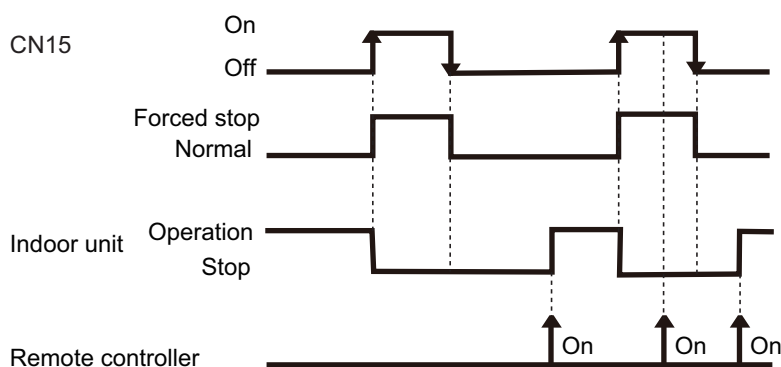 On
CN15
Off
Forced stop
Normal
Operation
Indoor unit
Stop
On On On
Remote controller